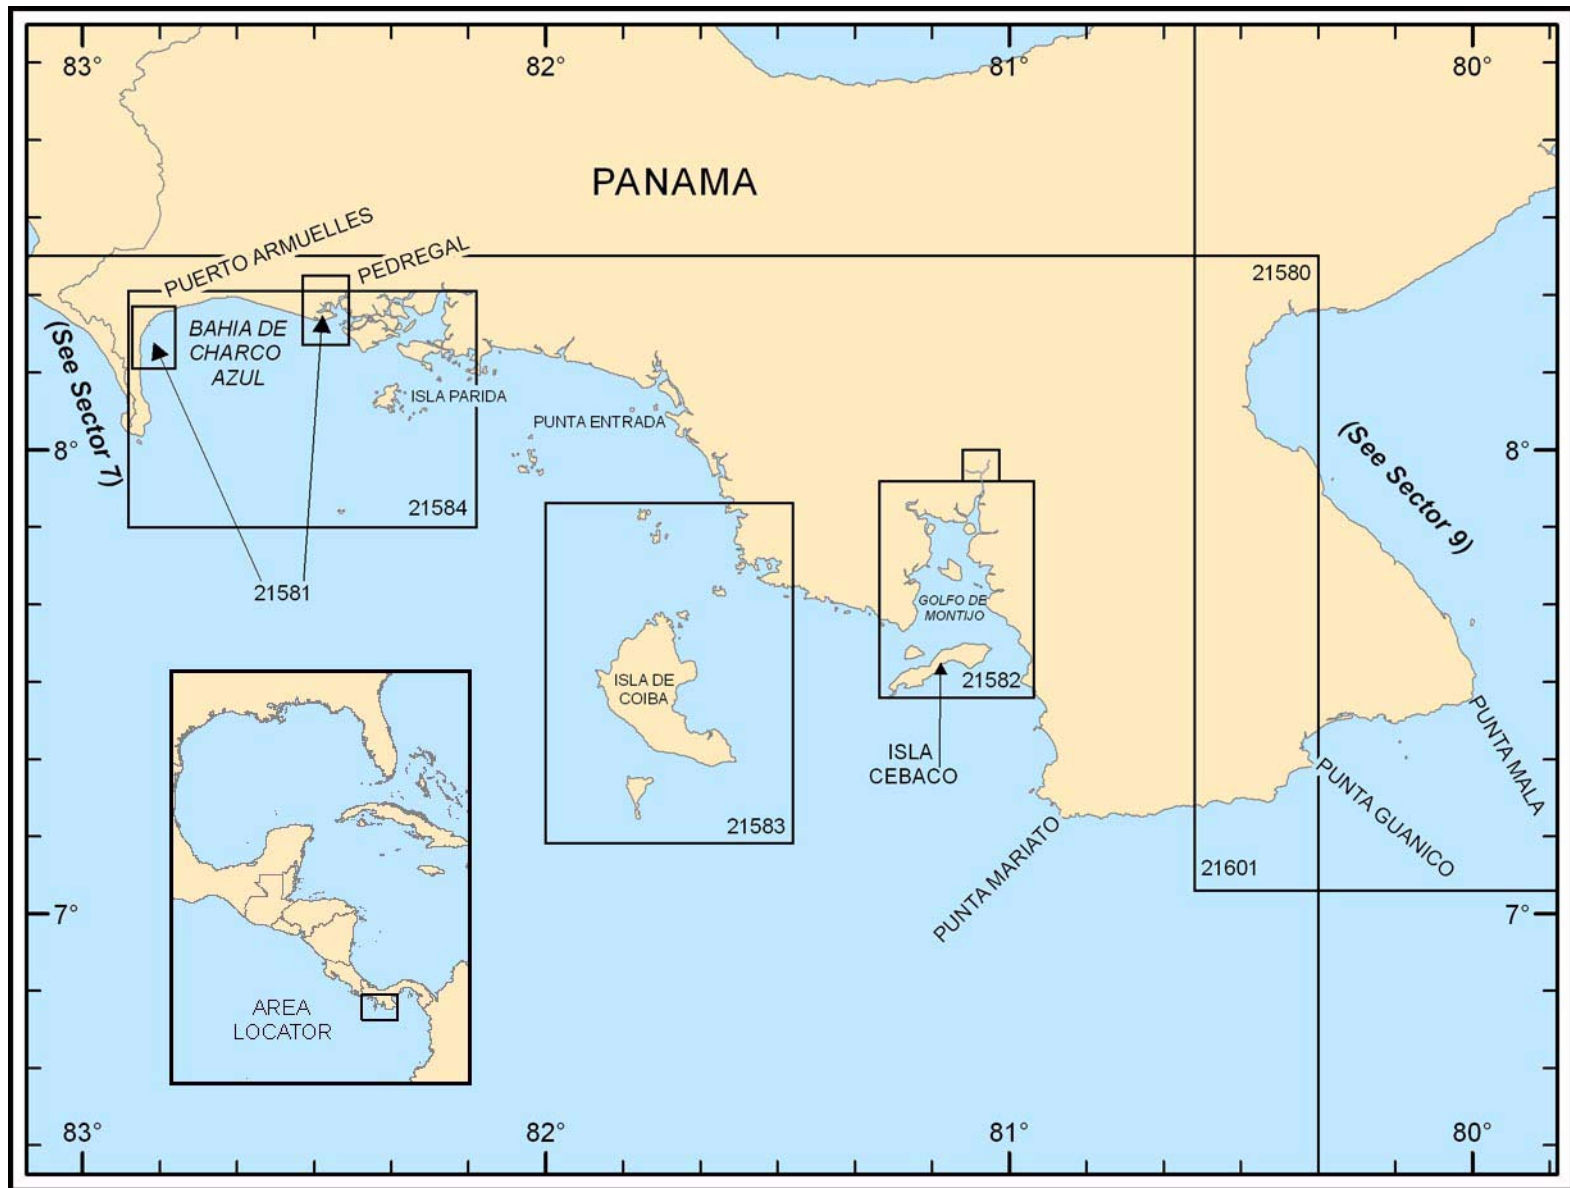 83°
82°
81°
80°
PANAMA
PUERTO ARMUELLES
PEDREGAL
21580
BAHIA DE
CHARCO
AZUL
(See Sector 7)
ISLA PARIDA
PUNTA ENTRADA
(See Sector 9)
8°
8°
21584
21581
GOLFO DE
MONTIJO
ISLA DE
COIBA
21582
ISLA
CEBACO
PUNTA MALA
PUNTA GUANICO
PUNTA MARIATO
21583
21601
7°
7°
AREA
LOCATOR
83°
82°
81°
80°